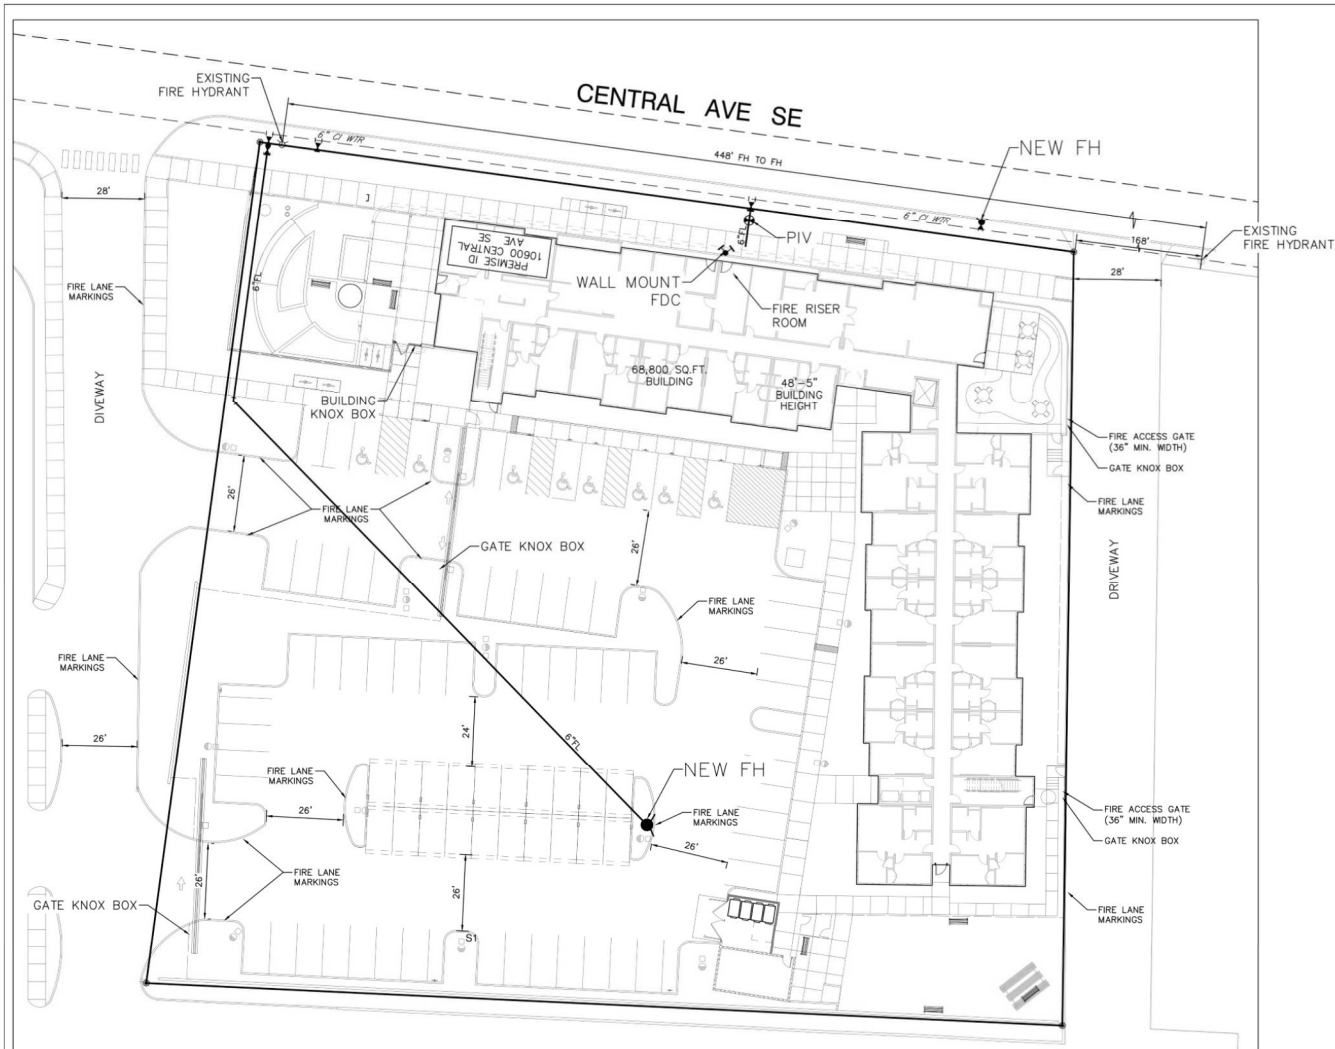 EXISTING
FIRE HYDRANT
CENTRAL AVE SE
6" CI WTR
448' FH TO FH
NEW FH
28'
6" CI WTR
168'
EXISTING
FIRE HYDRANT
PIV
6"FL
PREMISE ID
10600 CENTRAL
AVE SE
28'
WALL MOUNT
FDC
FIRE RISER
ROOM
6"FL
FIRE LANE
MARKINGS
68,800 SQ.FT.
BUILDING
48'-5"
BUILDING
HEIGHT
BUILDING
KNOX BOX
DIVEWAY
FIRE ACCESS GATE
(36" MIN. WIDTH)
GATE KNOX BOX
26'
FIRE LANE
MARKINGS
FIRE LANE
MARKINGS
GATE KNOX BOX
26'
DRIVEWAY
FIRE LANE
MARKINGS
FIRE LANE
MARKINGS
26'
26'
24'
6"FL
NEW FH
FIRE LANE
MARKINGS
FIRE LANE
MARKINGS
26'
FIRE ACCESS GATE
(36" MIN. WIDTH)
GATE KNOX BOX
26'
26'
26'
FIRE LANE
MARKINGS
GATE KNOX BOX
FIRE LANE
MARKINGS
S1